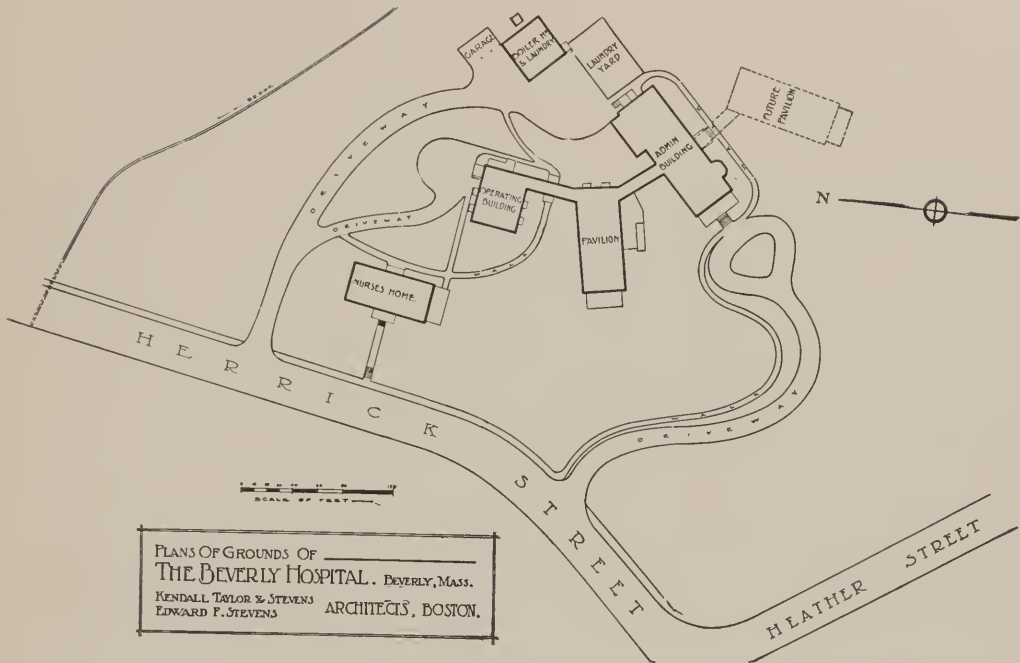 GARAGE
BOILER HS
& LAUNDRY
LAUNDRY
YARD
FUTURE
PAVILION
BROOK
DRIVEWAY
ADMIN
BUILDING
N
OPERATING
BUILDING
DRIVEWAY
PAVILION
WALK
NURSES HOME
HERRICK STREET
WALK
DRIVEWAY
SCALE OF FEET
HEATHER STREET
PLANS OF GROUNDS OF
THE BEVERLY HOSPITAL. BEVERLY, MASS.
KENDALL TAYLOR & STEVENS
EDWARD F. STEVENS
ARCHITECTS, BOSTON.